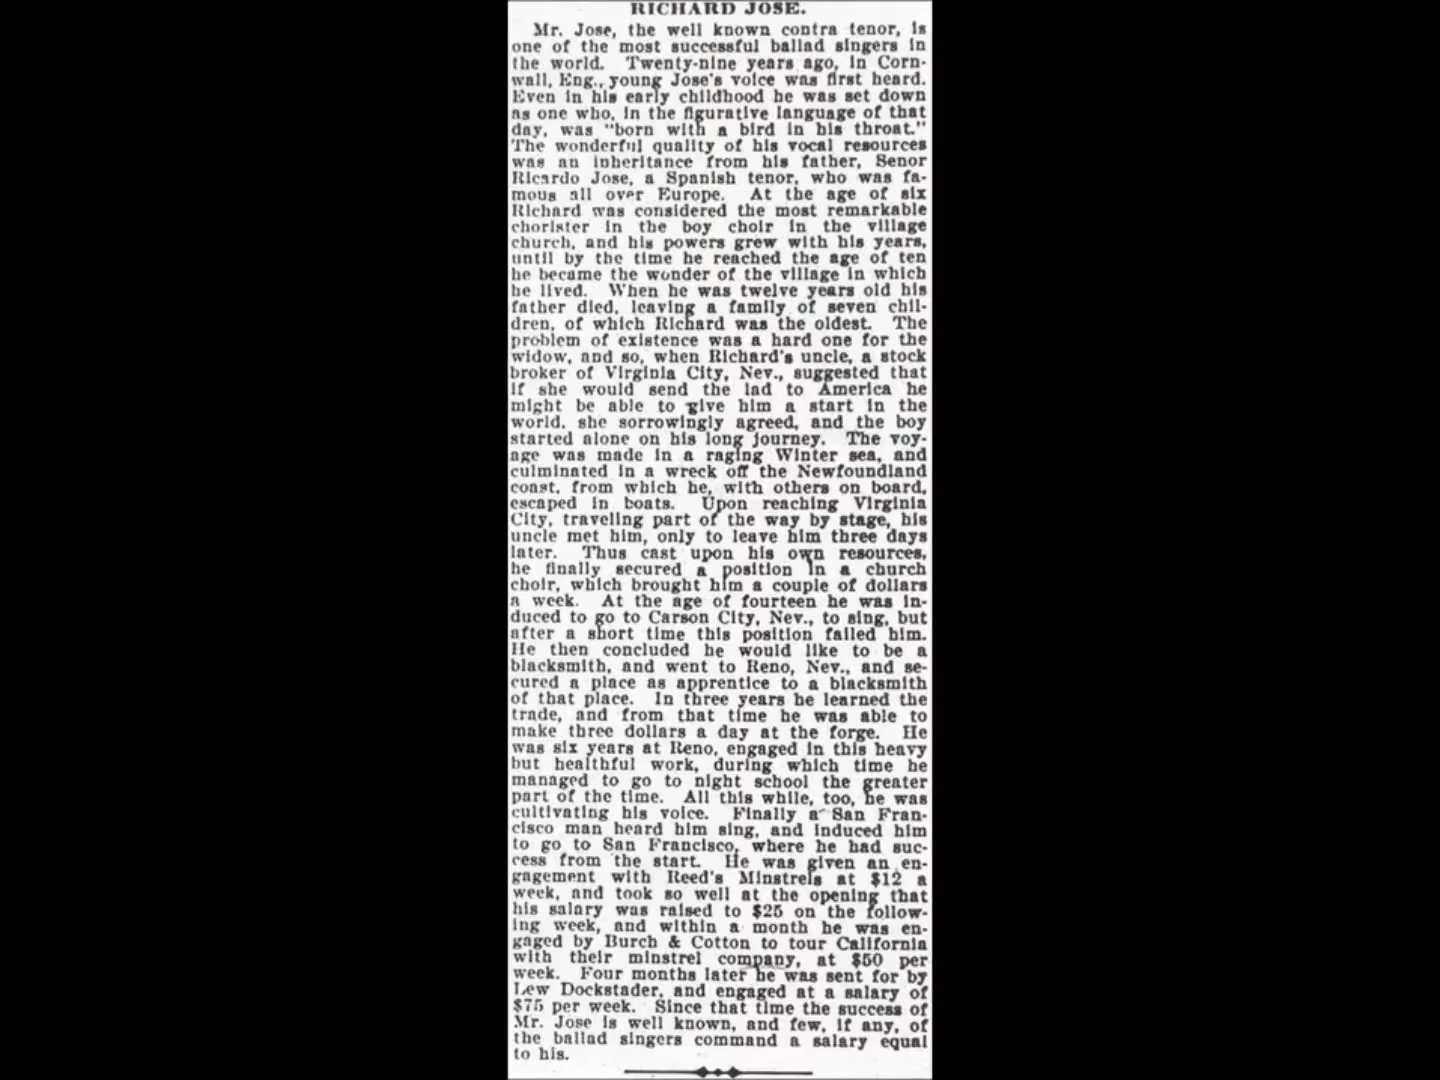 RICHARD JOSE.
Mr. Jose, the well known contra tenor, is
one of the most successful ballad singers in
the world. Twenty-nine years ago, in Corn-
wall, Eng., young Jose's voice was first heard.
Even in his early childhood he was set down
as one who, in the figurative language of that
day, was "born with a bird in his throat."
The wonderful quality of his vocal resources
was an inheritance from his father, Senor
Ricardo Jose, a Spanish tenor, who was fa-
mous all over Europe. At the age of six
Richard was considered the most remarkable
chorister in the boy choir in the village
church, and his powers grew with his years,
until by the time he reached the age of ten
he became the wonder of the village in which
he lived. When he was twelve years old his
father died, leaving a family of seven chil-
dren, of which Richard was the oldest. The
problem of existence was a hard one for the
widow, and so, when Richard's uncle, a stock
broker of Virginia City, Nev., suggested that
if she would send the lad to America he
might be able to give him a start in the
world, she sorrowingly agreed, and the boy
started alone on his long journey. The voy-
age was made in a raging Winter sea, and
culminated in a wreck off the Newfoundland
coast, from which he, with others on board,
escaped in boats. Upon reaching Virginia
City, traveling part of the way by stage, his
uncle met him, only to leave him three days
later. Thus cast upon his own resources,
he finally secured a position in a church
choir, which brought him a couple of dollars
a week. At the age of fourteen he was in-
duced to go to Carson City, Nev., to sing, but
after a short time this position failed him.
He then concluded he would like to be a
blacksmith, and went to Reno, Nev., and se-
cured a place as apprentice to a blacksmith
of that place. In three years he learned the
trade, and from that time he was able to
make three dollars a day at the forge. He
was six years at Reno, engaged in this heavy
but healthful work, during which time he
managed to go to night school the greater
part of the time. All this while, too, he was
cultivating his voice. Finally a San Fran-
cisco man heard him sing, and induced him
to go to San Francisco, where he had suc-
cess from the start. He was given an en-
gagement with Reed's Minstrels at $12 a
week, and took so well at the opening that
his salary was raised to $25 on the follow-
ing week, and within a month he was en-
gaged by Burch & Cotton to tour California
with their minstrel company, at $50 per
week. Four months later he was sent for by
Lew Dockstader, and engaged at a salary of
$75 per week. Since that time the success of
Mr. Jose is well known, and few, if any, of
the ballad singers command a salary equal
to his.